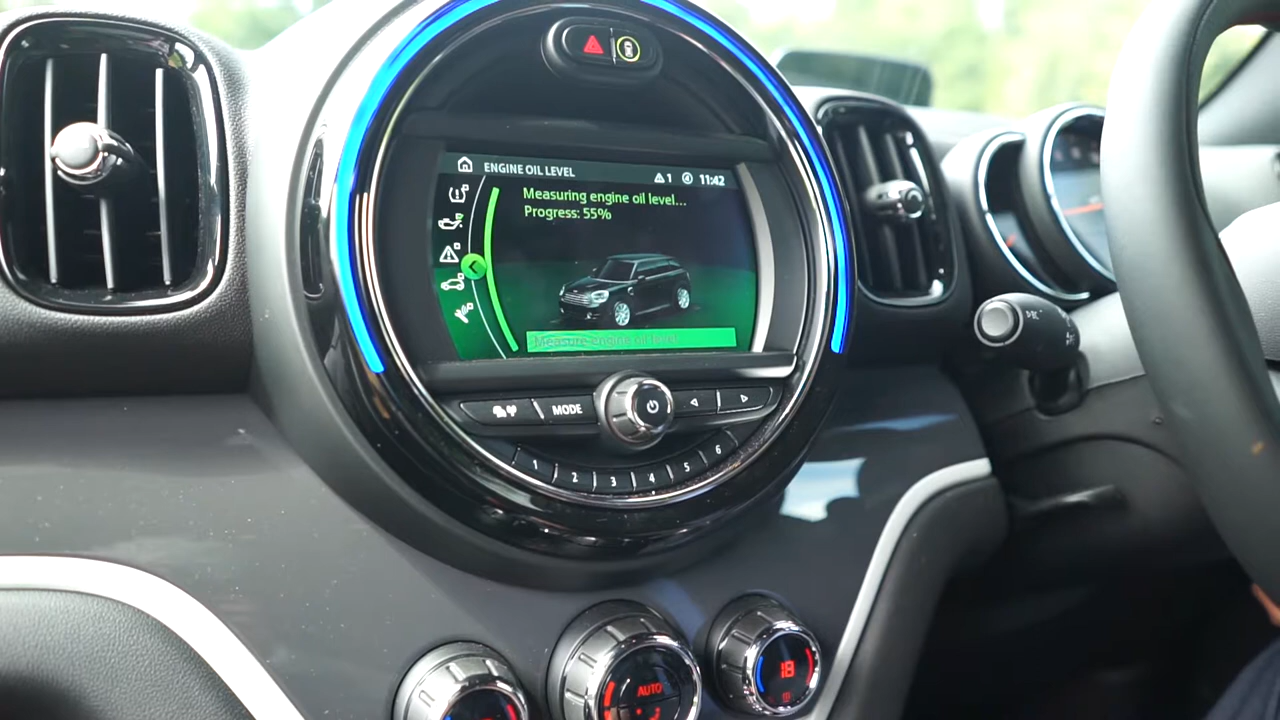 ENGINE OIL LEVEL
1 11:42
Measuring engine oil level...
Progress: 55%
Measure engine oil level
MODE
1 2 3 4 5 6
AUTO
18